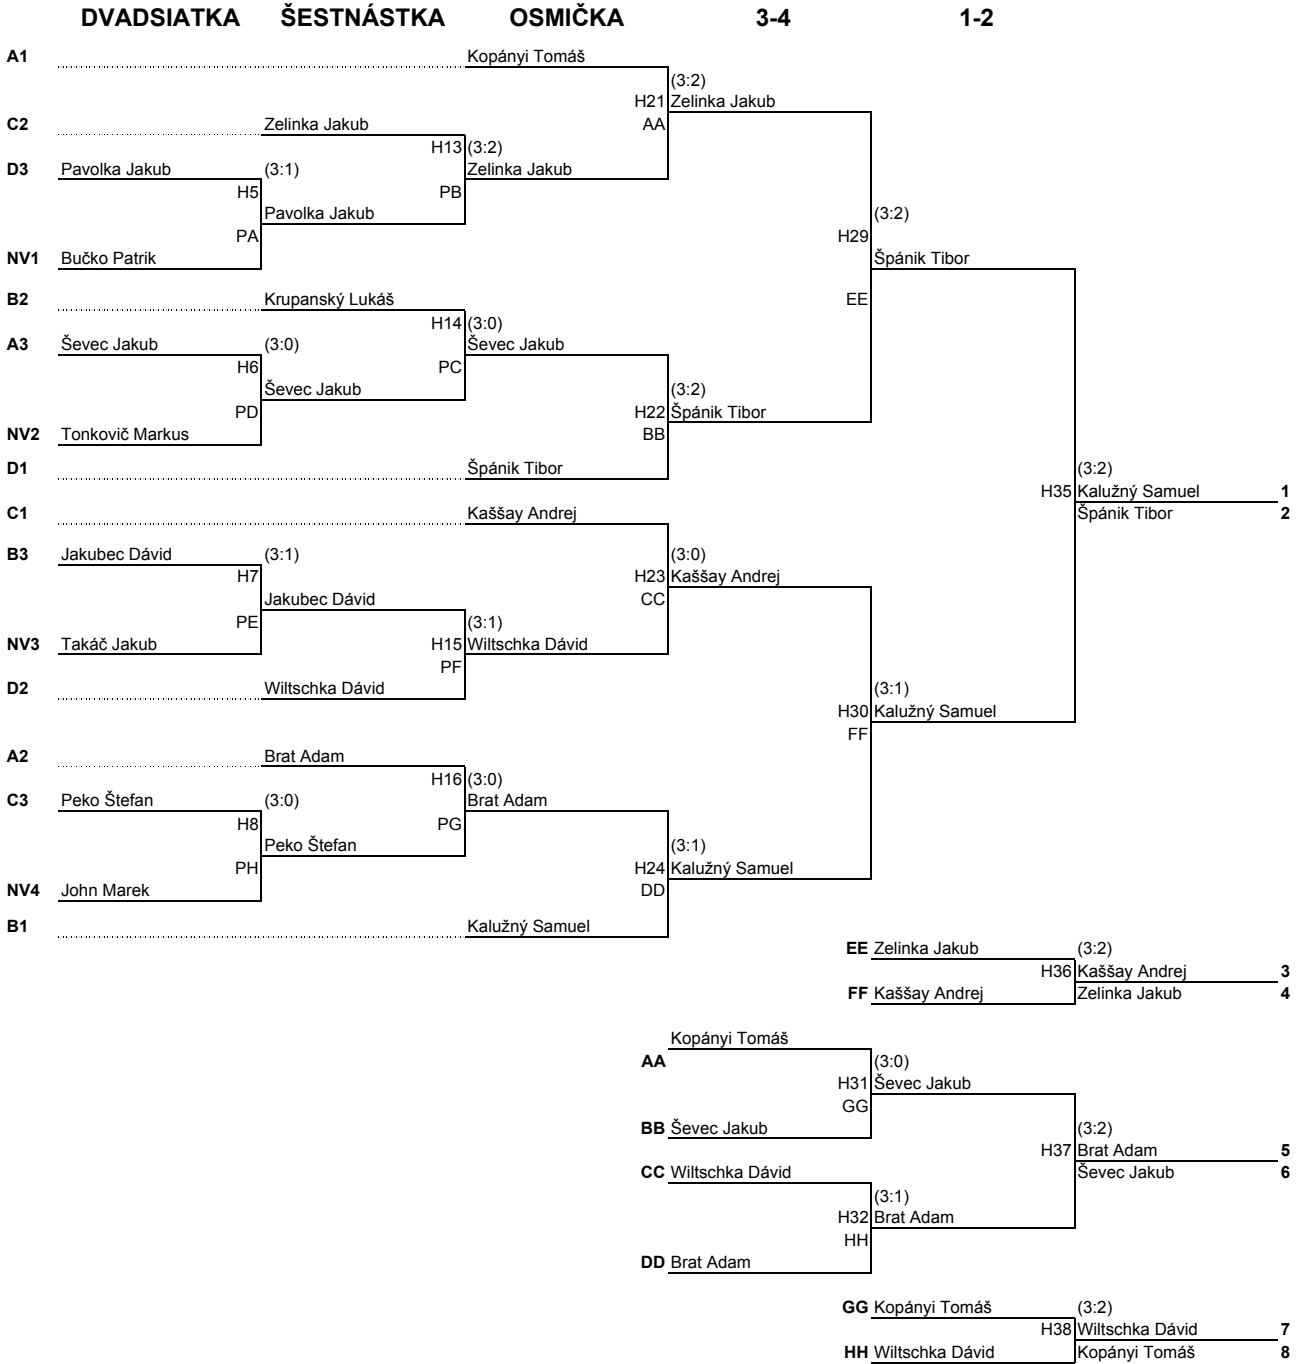 DVADSIATKA ŠESTNÁSTKA OSMIČKA 3-4 1-2
A1 Kopányi Tomáš
(3:2)
H21 Zelinka Jakub
C2 Zelinka Jakub AA
H13 (3:2)
D3 Pavolka Jakub (3:1) Zelinka Jakub
H5 PB
Pavolka Jakub (3:2)
PA H29
NV1 Bučko Patrik Špánik Tibor
B2 Krupanský Lukáš EE
H14 (3:0)
A3 Ševec Jakub (3:0) Ševec Jakub
H6 PC
Ševec Jakub (3:2)
PD H22 Špánik Tibor
NV2 Tonkovič Markus BB
D1 Špánik Tibor (3:2)
H35 Kalužný Samuel 1
C1 Kaššay Andrej Špánik Tibor 2
B3 Jakubec Dávid (3:1) (3:0)
H7 H23 Kaššay Andrej
Jakubec Dávid CC
PE (3:1)
NV3 Takáč Jakub H15 Wiltschka Dávid
PF
D2 Wiltschka Dávid (3:1)
H30 Kalužný Samuel
FF
A2 Brat Adam
H16 (3:0)
C3 Peko Štefan (3:0) Brat Adam
H8 PG
Peko Štefan (3:1)
PH H24 Kalužný Samuel
NV4 John Marek DD
B1 Kalužný Samuel
EE Zelinka Jakub (3:2)
H36 Kaššay Andrej 3
FF Kaššay Andrej Zelinka Jakub 4
Kopányi Tomáš
AA (3:0)
H31 Ševec Jakub
GG
BB Ševec Jakub (3:2)
H37 Brat Adam 5
CC Wiltschka Dávid Ševec Jakub 6
(3:1)
H32 Brat Adam
HH
DD Brat Adam
GG Kopányi Tomáš (3:2)
H38 Wiltschka Dávid 7
HH Wiltschka Dávid Kopányi Tomáš 8